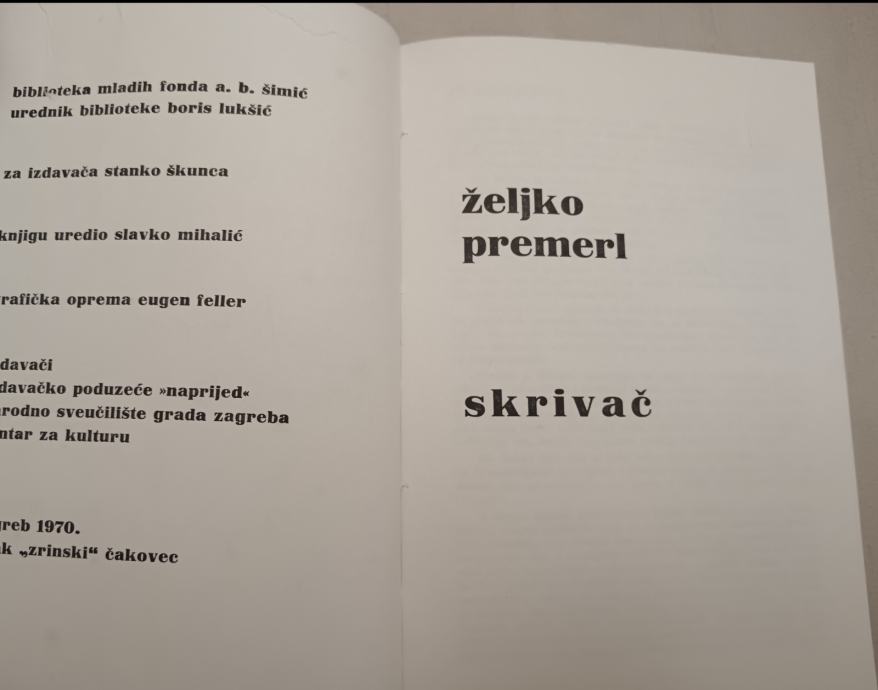 biblioteka mladih fonda a. b. šimić
urednik biblioteke boris lukšić
za izdavača stanko škunca
knjigu uredio slavko mihalić
rafička oprema eugen feller
davači
davačko poduzeće »naprijed«
rodno sveučilište grada zagreba
ntar za kulturu
greb 1970.
k „zrinski“ čakovec
željko
premerl
skrivač